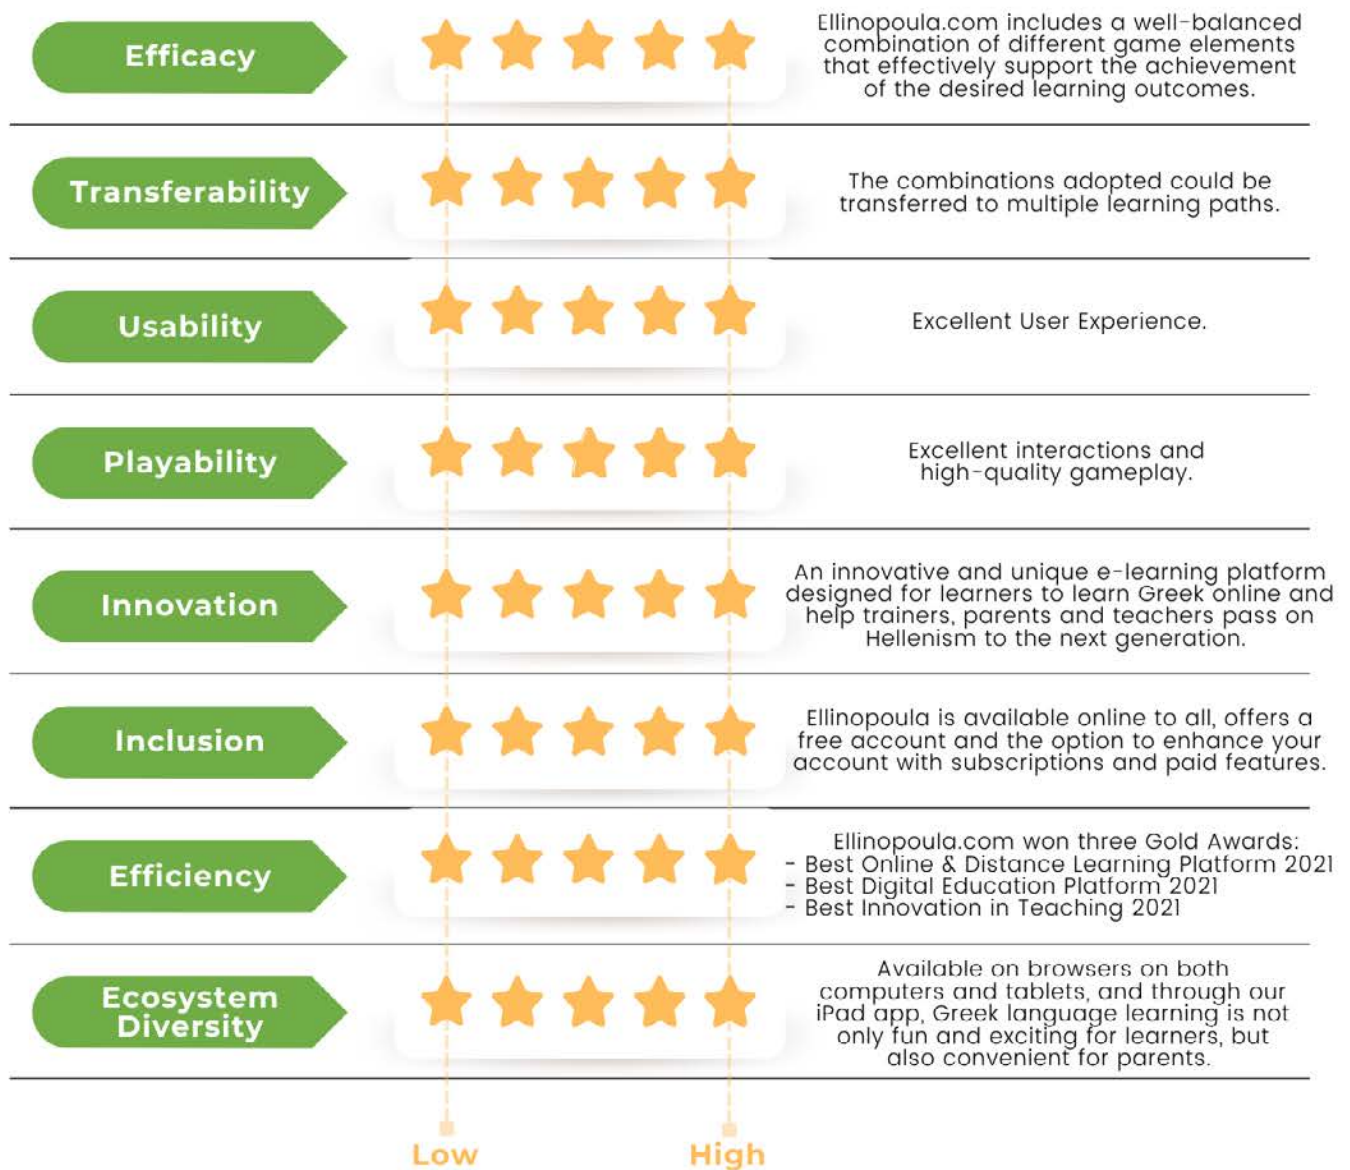 Efficacy
Ellinopoula.com includes a well-balanced
combination of different game elements
that effectively support the achievement
of the desired learning outcomes.
Transferability
The combinations adopted could be
transferred to multiple learning paths.
Usability
Excellent User Experience.
Playability
Excellent interactions and
high-quality gameplay.
Innovation
An innovative and unique e-learning platform
designed for learners to learn Greek online and
help trainers, parents and teachers pass on
Hellenism to the next generation.
Inclusion
Ellinopoula is available online to all, offers a
free account and the option to enhance your
account with subscriptions and paid features.
Efficiency
Ellinopoula.com won three Gold Awards:
- Best Online & Distance Learning Platform 2021
- Best Digital Education Platform 2021
- Best Innovation in Teaching 2021
Ecosystem
Diversity
Available on browsers on both
computers and tablets, and through our
iPad app, Greek language learning is not
only fun and exciting for learners, but
also convenient for parents.
Low
High